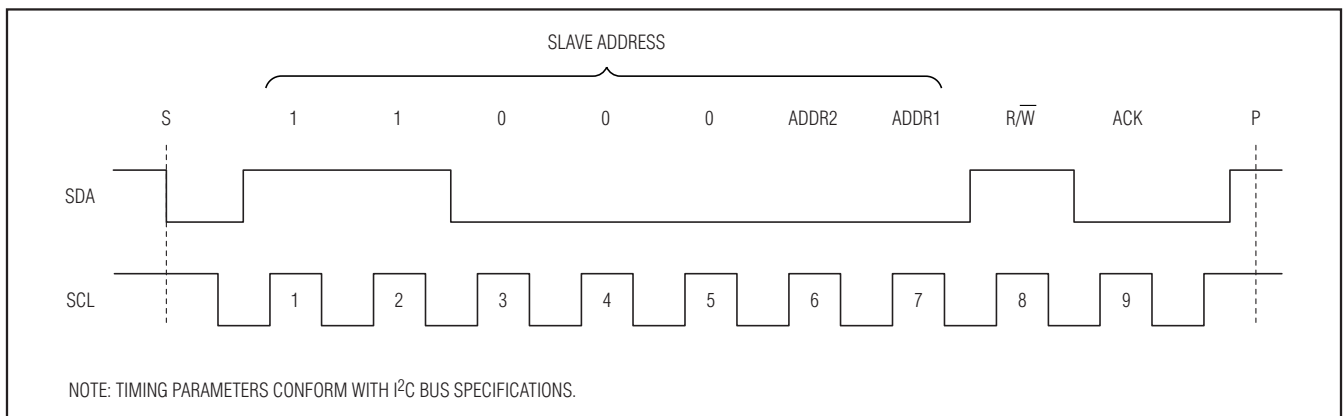 SLAVE ADDRESS
S 1 1 0 0 0 ADDR2 ADDR1 R/W̅ ACK P
SDA
SCL 1 2 3 4 5 6 7 8 9
NOTE: TIMING PARAMETERS CONFORM WITH I²C BUS SPECIFICATIONS.